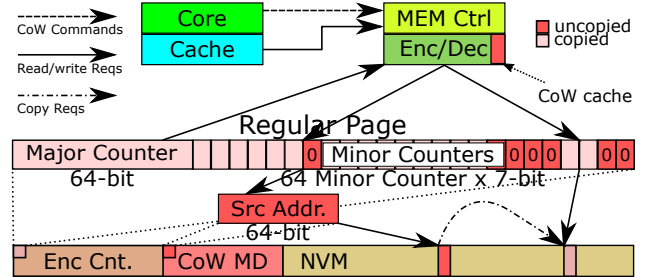 CoW Commands
Read/write Reqs
Copy Reqs
Core
Cache
MEM Ctrl
Enc/Dec
uncopied
copied
CoW cache
Regular Page
Major Counter
0 Minor Counters 0 0 0 0 0
64-bit
64 Minor Counter x 7-bit
Src Addr.
64-bit
Enc Cnt.
CoW MD
NVM